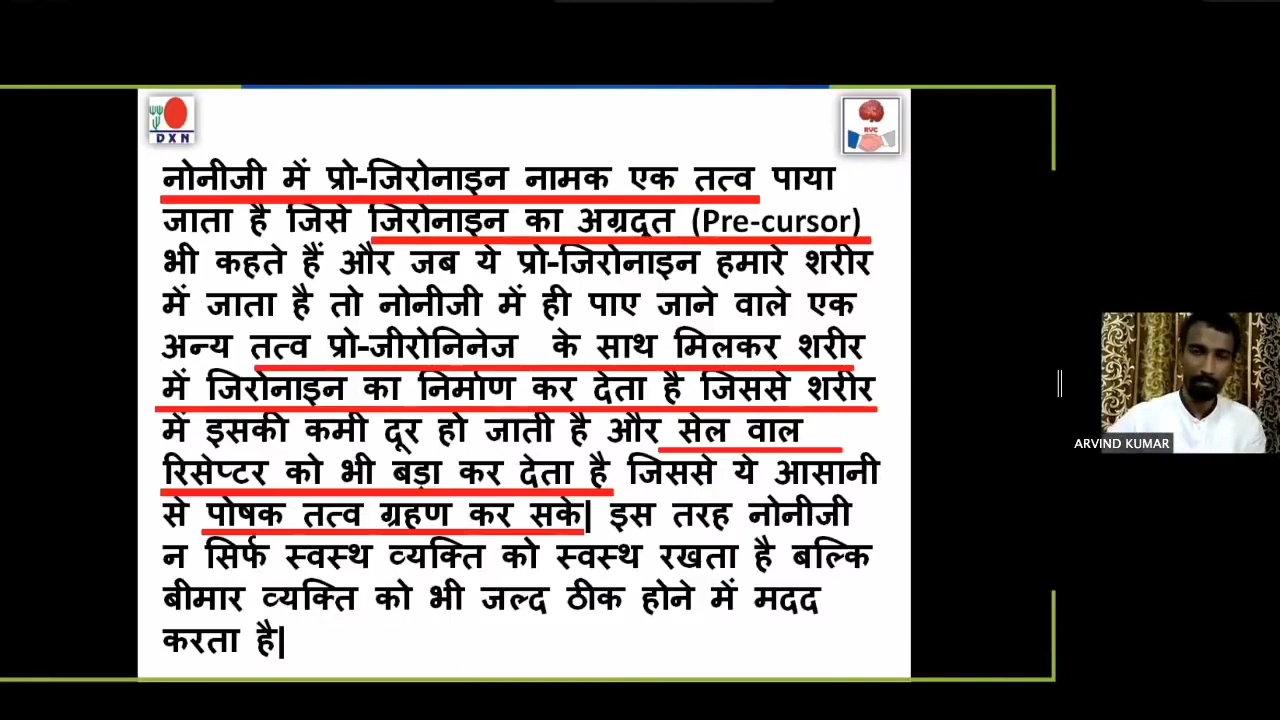 DXN
RVC
नोनीजी में प्रो-जिरोनाइन नामक एक तत्व पाया
जाता है जिसे जिरोनाइन का अग्रदूत (Pre-cursor)
भी कहते हैं और जब ये प्रो-जिरोनाइन हमारे शरीर
में जाता है तो नोनीजी में ही पाए जाने वाले एक
अन्य तत्व प्रो-जीरोनिनेज के साथ मिलकर शरीर
में जिरोनाइन का निर्माण कर देता है जिससे शरीर
में इसकी कमी दूर हो जाती है और सेल वाल
रिसेप्टर को भी बड़ा कर देता है जिससे ये आसानी
से पोषक तत्व ग्रहण कर सके| इस तरह नोनीजी
न सिर्फ स्वस्थ व्यक्ति को स्वस्थ रखता है बल्कि
बीमार व्यक्ति को भी जल्द ठीक होने में मदद
करता है|
ARVIND KUMAR